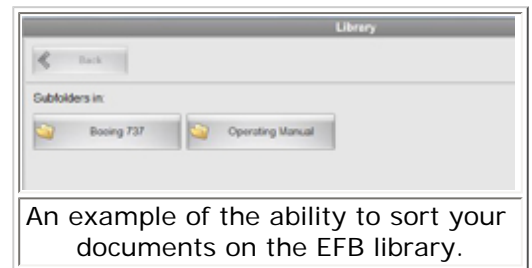 Library
Back
Subfolders in:
Boeing 737 Operating Manual
An example of the ability to sort your
documents on the EFB library.